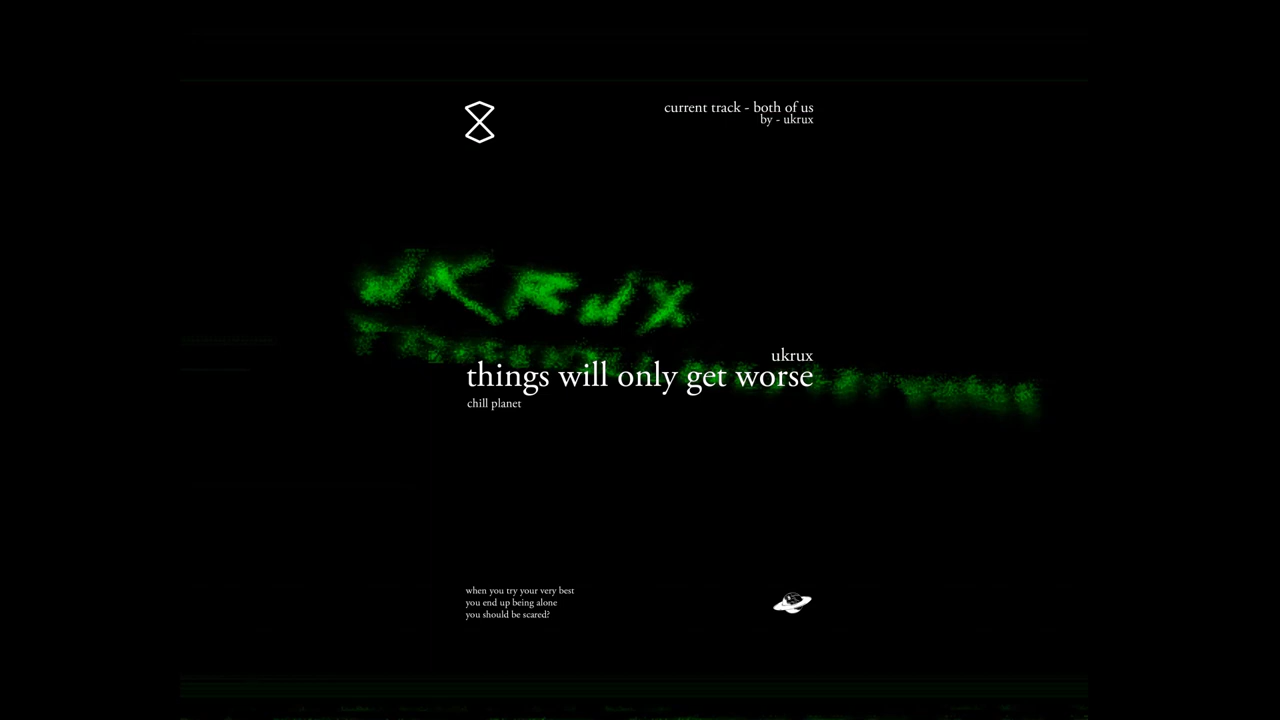 current track - both of us
by - ukrux
UKRUX
ukrux
things will only get worse
chill planet
when you try your very best
you end up being alone
you should be scared?